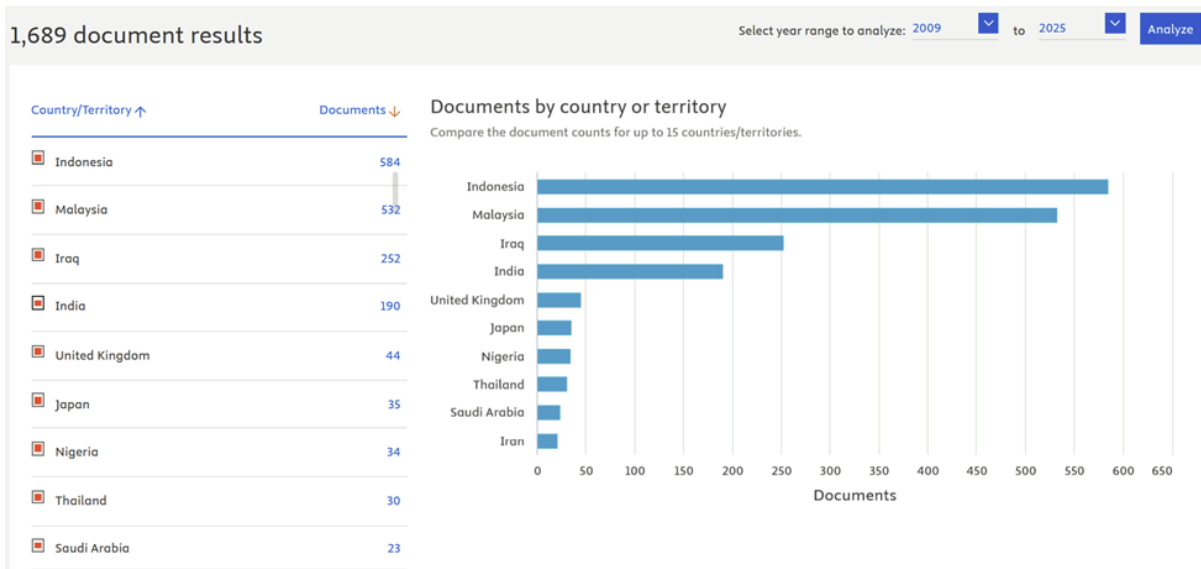 1,689 document results
Select year range to analyze: 2009 to 2025 Analyze
Country/Territory Documents
Indonesia 584
Malaysia 532
Iraq 252
India 190
United Kingdom 44
Japan 35
Nigeria 34
Thailand 30
Saudi Arabia 23
Documents by country or territory
Compare the document counts for up to 15 countries/territories.
Indonesia
Malaysia
Iraq
India
United Kingdom
Japan
Nigeria
Thailand
Saudi Arabia
Iran
0 50 100 150 200 250 300 350 400 450 500 550 600 650
Documents